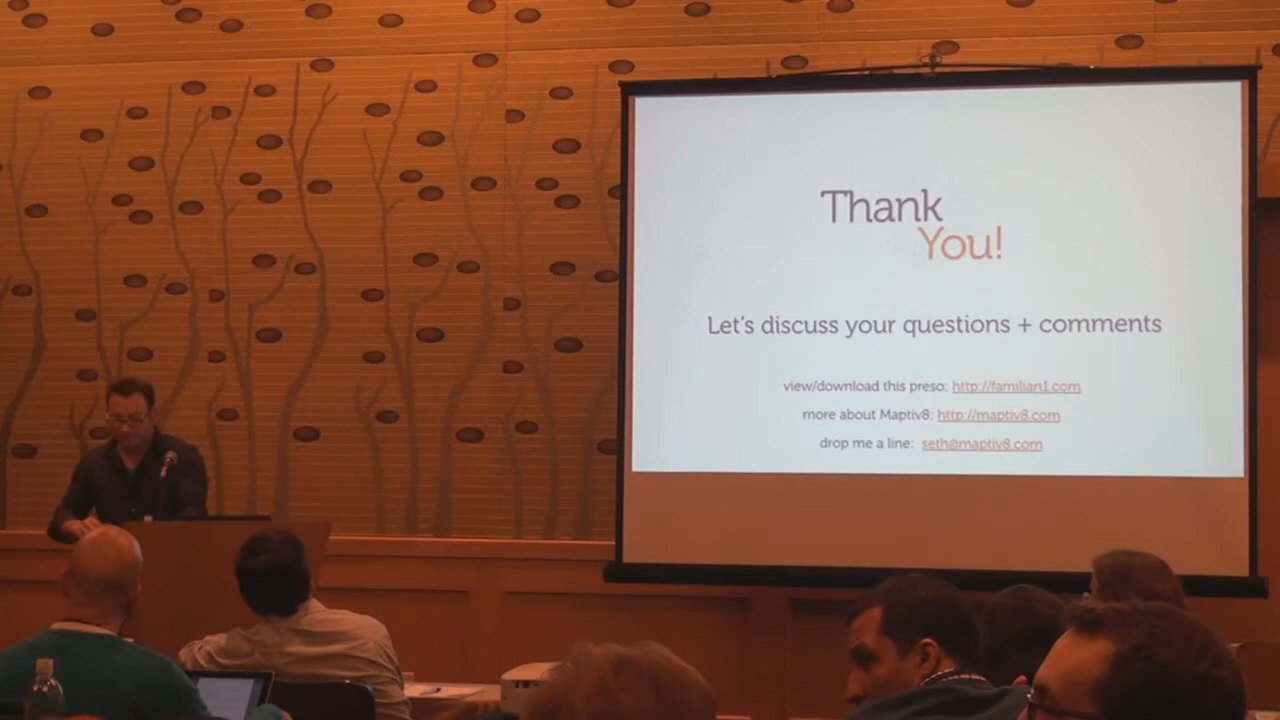 Thank
You!
Let's discuss your questions + comments
view/download this preso: http://familian1.com
more about Maptiv8: http://maptiv8.com
drop me a line: seth@maptiv8.com